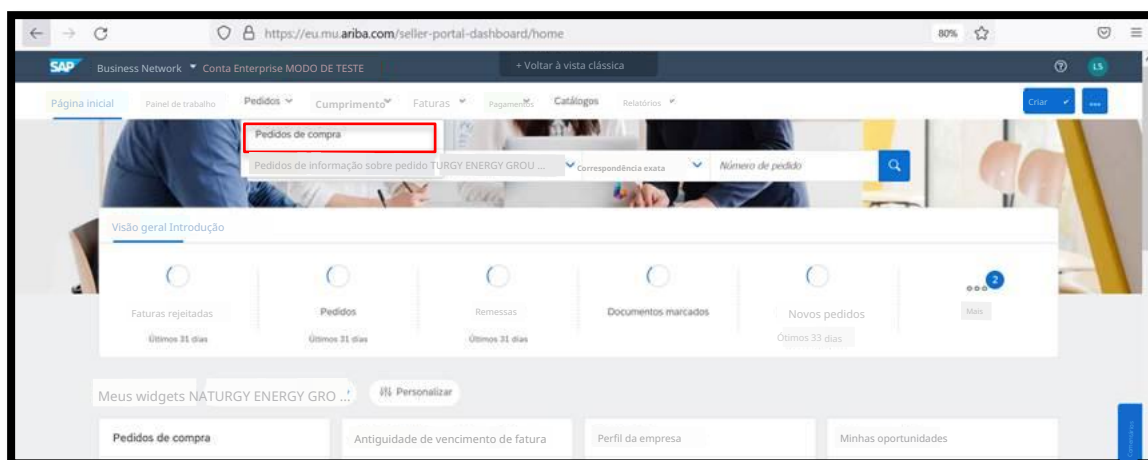 https://eu.mu.ariba.com/seller-portal-dashboard/home 80%
SAP Business Network Conta Enterprise MODO DE TESTE + Voltar à vista clássica LS
Página inicial Painel de trabalho Pedidos Cumprimento Faturas Pagamentos Catálogos Relatórios Criar ...
Pedidos de compra
Pedidos de informação sobre pedido TURGY ENERGY GROU ... Correspondência exata Número de pedido
Visão geral Introdução
2
Faturas rejeitadas Pedidos Remessas Documentos marcados Novos pedidos Mais
Últimos 31 dias Últimos 31 dias Últimos 31 dias Ótimos 33 dias
Meus widgets NATURGY ENERGY GRO ... Personalizar
Pedidos de compra Antiguidade de vencimento de fatura Perfil da empresa Minhas oportunidades
Comentários